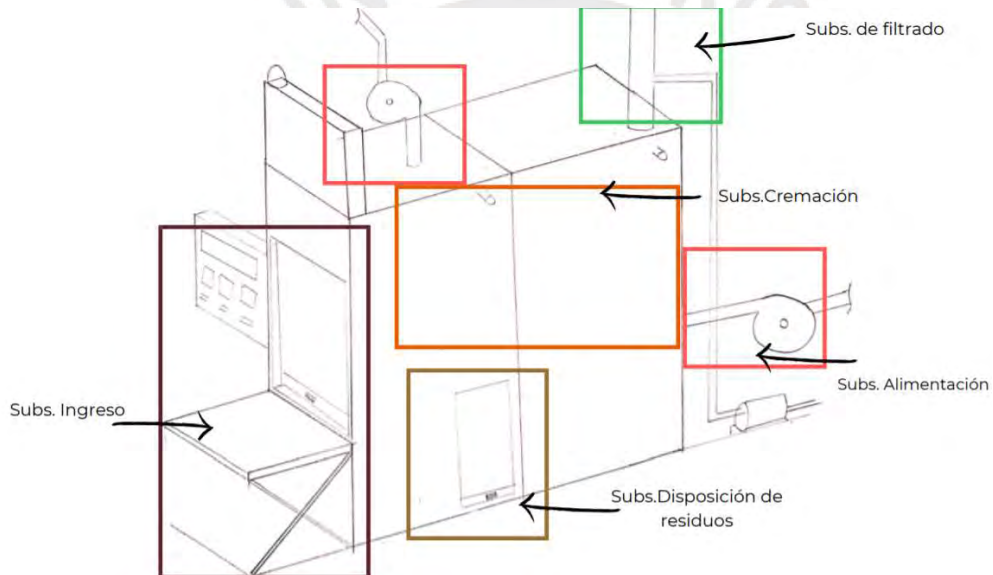 Subs. de filtrado
Subs.Cremación
Subs. Alimentación
Subs. Ingreso
Subs.Disposición de
residuos